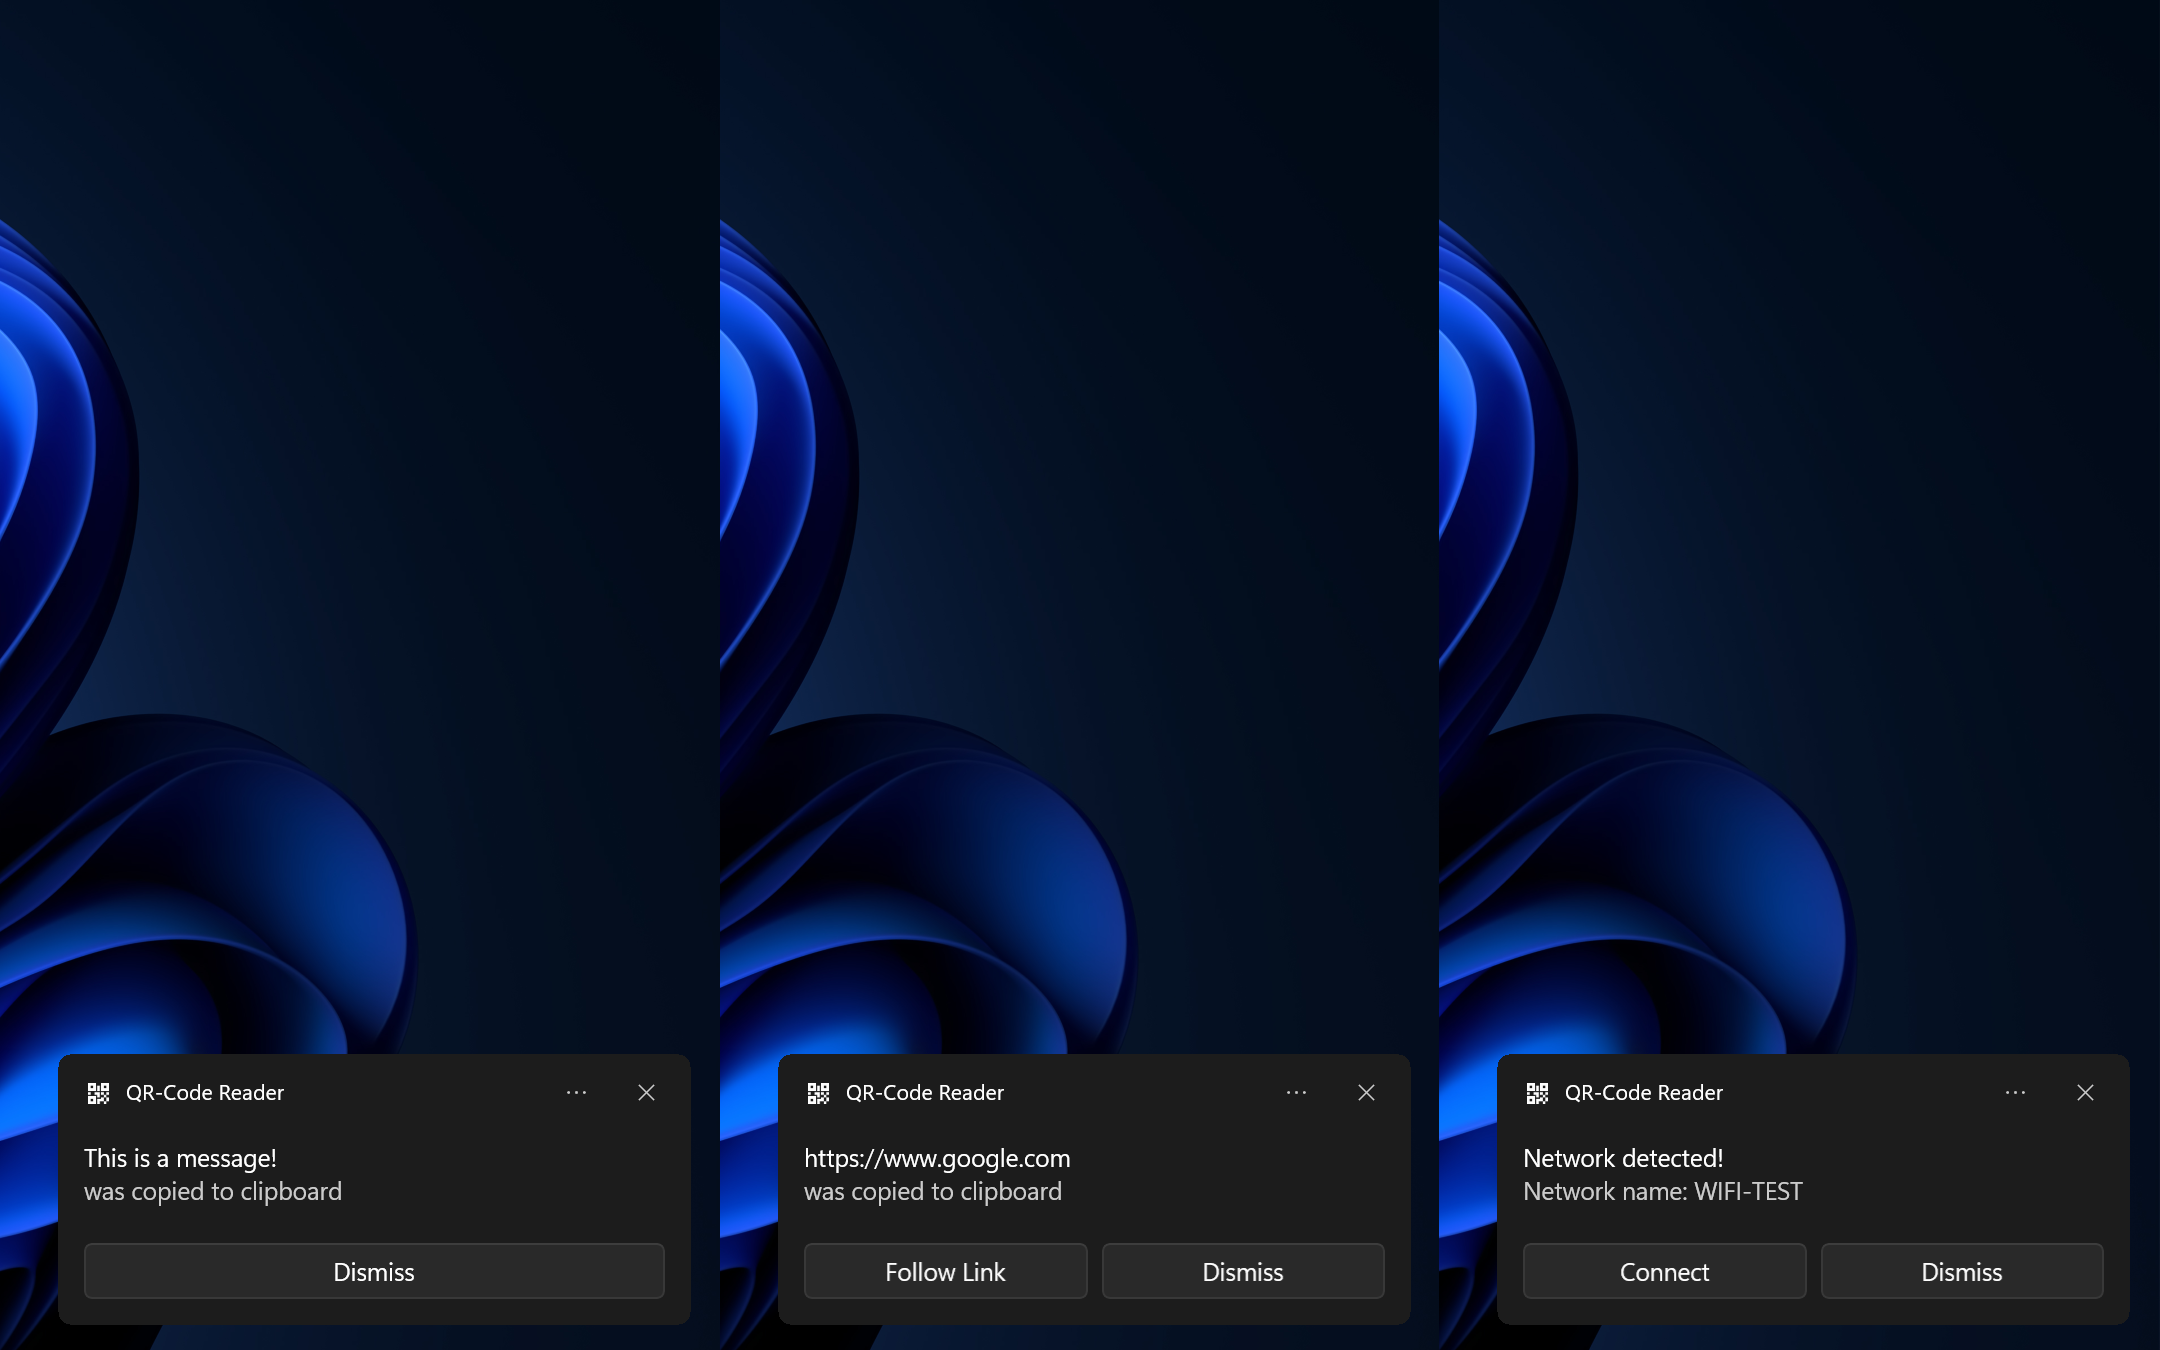 QR-Code Reader
This is a message!
was copied to clipboard
Dismiss
QR-Code Reader
https://www.google.com
was copied to clipboard
Follow Link
Dismiss
QR-Code Reader
Network detected!
Network name: WIFI-TEST
Connect
Dismiss